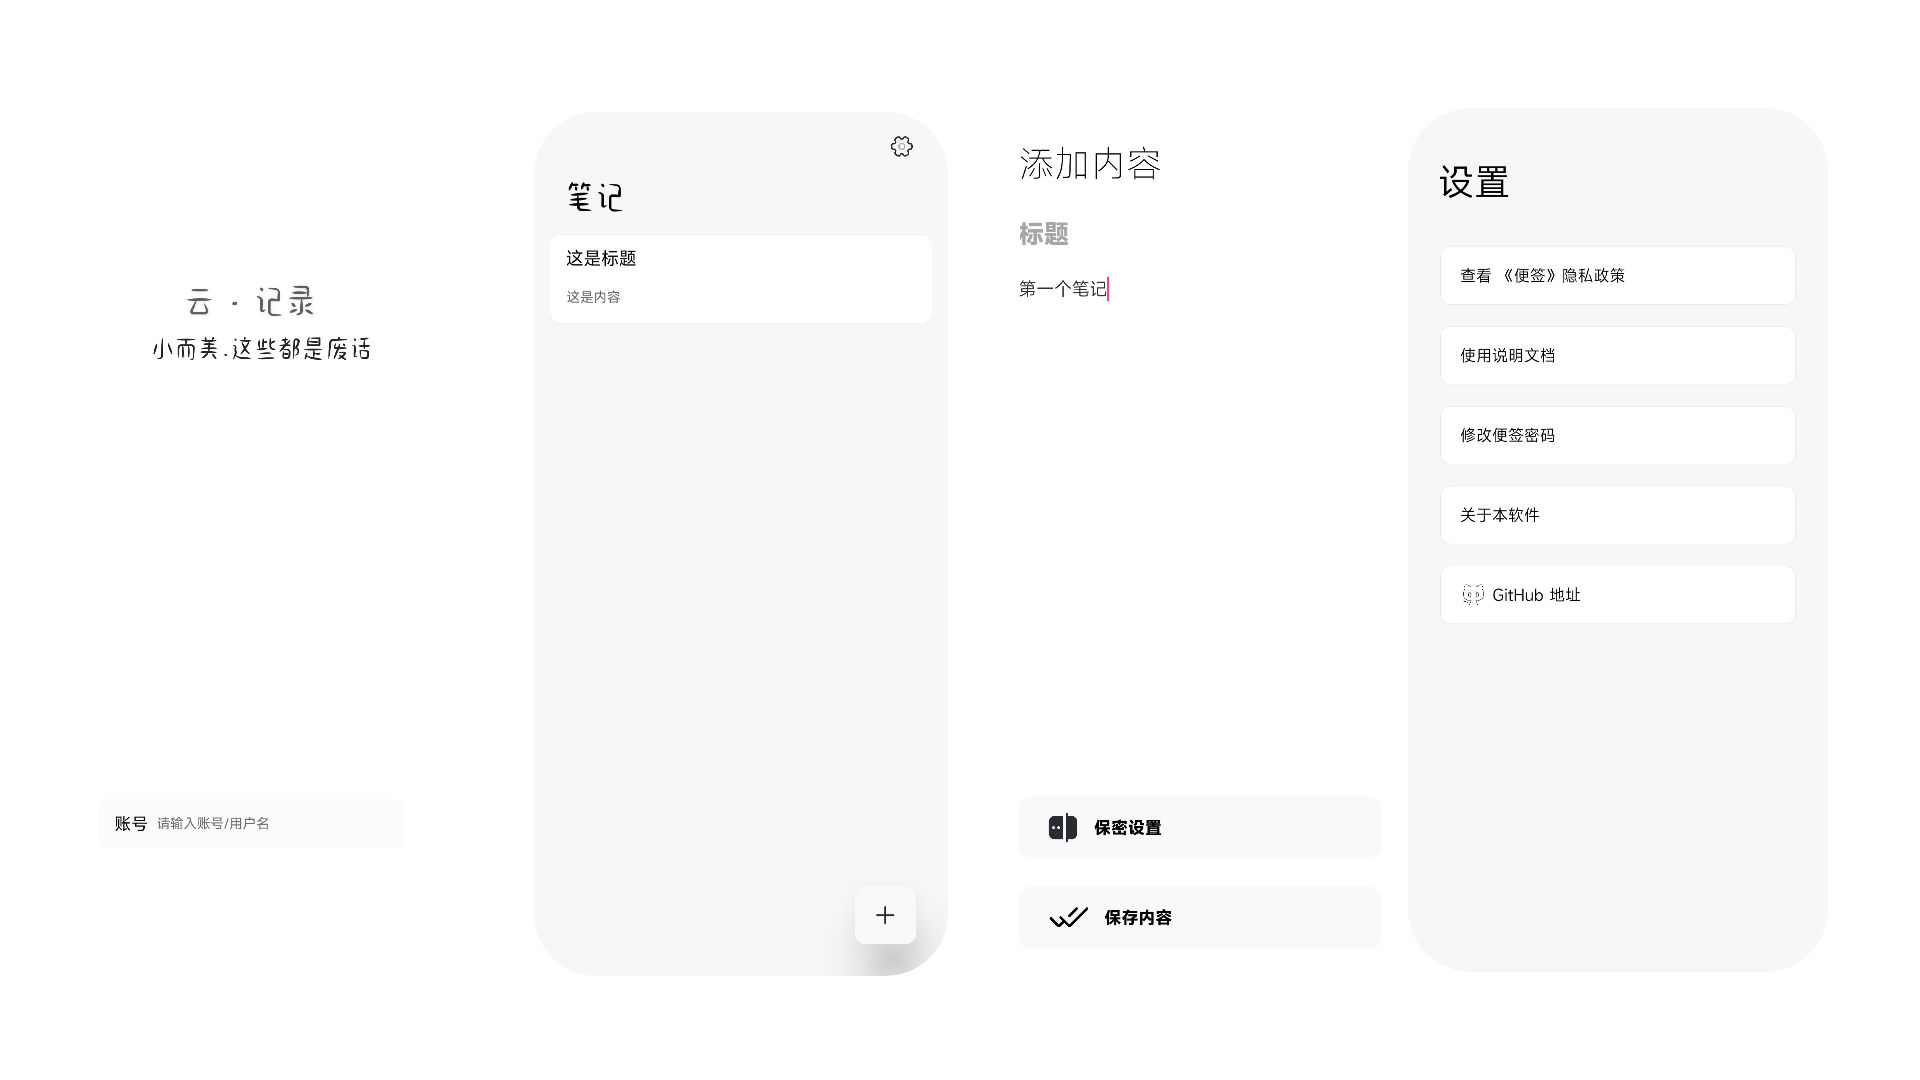 云 · 记录
小而美.这些都是废话
账号 请输入账号/用户名
笔记
这是标题
这是内容
添加内容
标题
第一个笔记
保密设置
保存内容
设置
查看 《便签》隐私政策
使用说明文档
修改便签密码
关于本软件
GitHub 地址